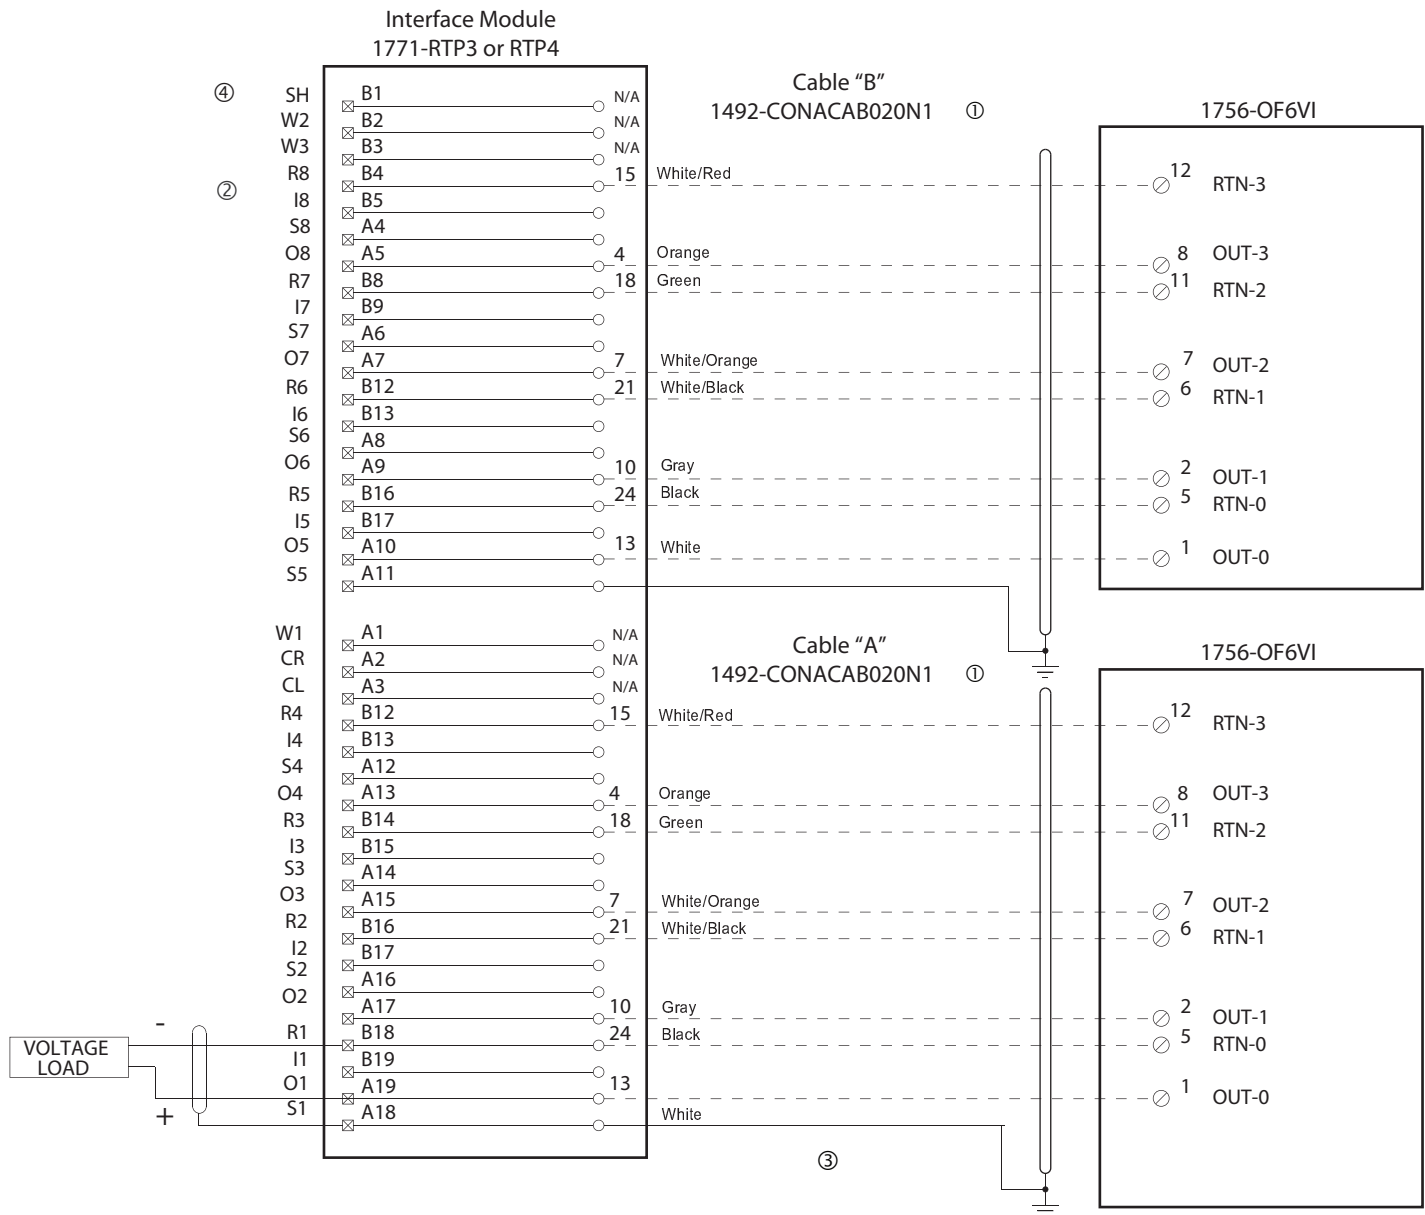 Interface Module
1771-RTP3 or RTP4
Cable “B”
1492-CONACAB020N1 ①
1756-OF6VI
④ SH B1 N/A
W2 B2 N/A
W3 B3 N/A
R8 B4 15 White/Red 12 RTN-3
② I8 B5
S8 A4
O8 A5 4 Orange 8 OUT-3
R7 B8 18 Green 11 RTN-2
I7 B9
S7 A6
O7 A7 7 White/Orange 7 OUT-2
R6 B12 21 White/Black 6 RTN-1
I6 B13
S6 A8
O6 A9 10 Gray 2 OUT-1
R5 B16 24 Black 5 RTN-0
I5 B17
O5 A10 13 White 1 OUT-0
S5 A11
Cable “A”
1492-CONACAB020N1 ①
1756-OF6VI
W1 A1 N/A
CR A2 N/A
CL A3 N/A
R4 B12 15 White/Red 12 RTN-3
I4 B13
S4 A12
O4 A13 4 Orange 8 OUT-3
R3 B14 18 Green 11 RTN-2
I3 B15
S3 A14
O3 A15 7 White/Orange 7 OUT-2
R2 B16 21 White/Black 6 RTN-1
I2 B17
S2 A16
O2 A17 10 Gray 2 OUT-1
- R1 B18 24 Black 5 RTN-0
VOLTAGE
LOAD
I1 B19
O1 A19 13 1 OUT-0
+ S1 A18 White
③